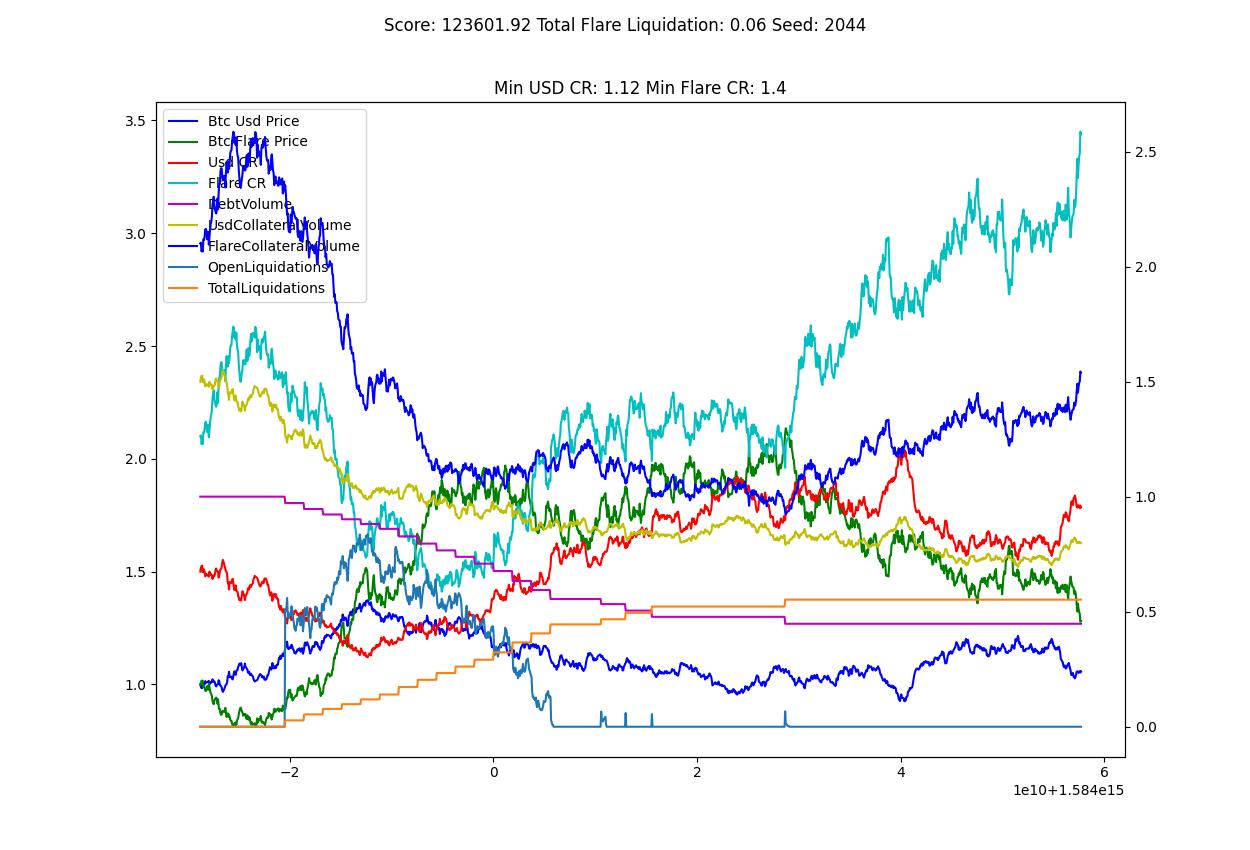 Score: 123601.92 Total Flare Liquidation: 0.06 Seed: 2044
Min USD CR: 1.12 Min Flare CR: 1.4
Btc Usd Price
Btc Flare Price
Usd CR
Flare CR
DebtVolume
UsdCollateralVolume
FlareCollateralVolume
OpenLiquidations
TotalLiquidations
3.5
3.0
2.5
2.0
1.5
1.0
2.5
2.0
1.5
1.0
0.5
0.0
−2
0
2
4
6
1e10+1.584e15